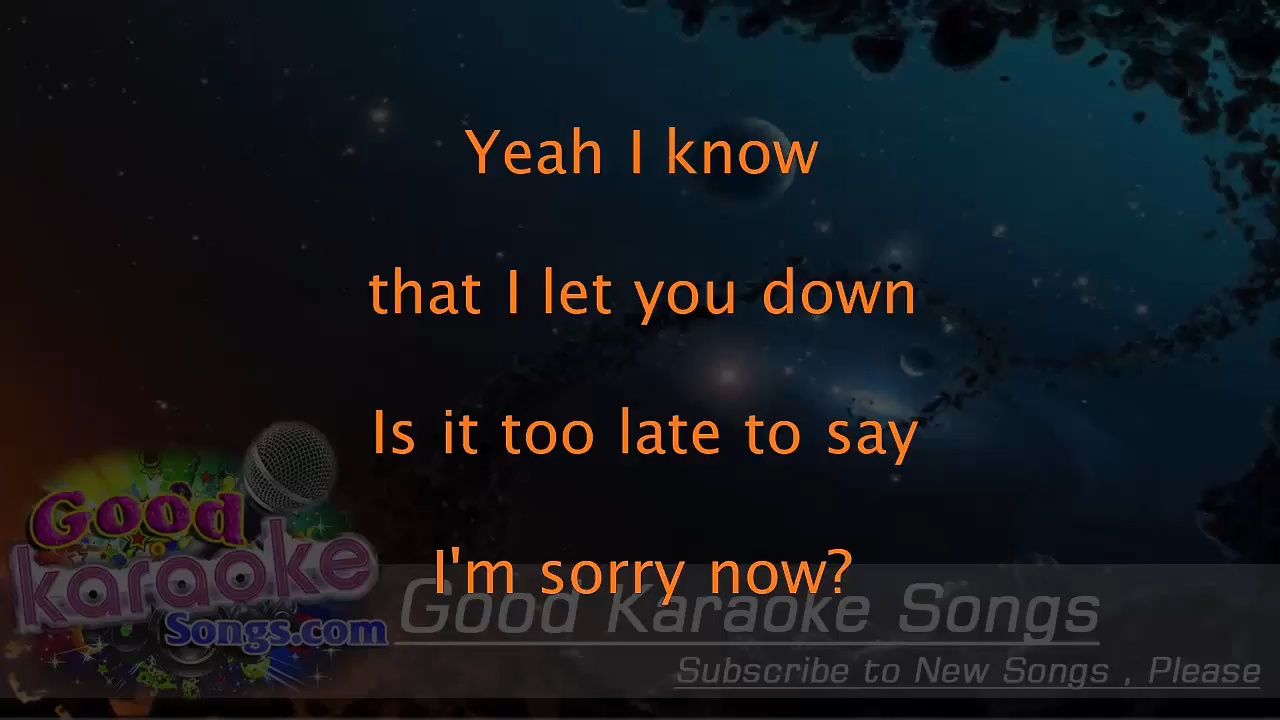 Yeah I know
that I let you down
Is it too late to say
I'm sorry now?
Good
karaoke
Songs.com
Good Karaoke Songs
Subscribe to New Songs , Please